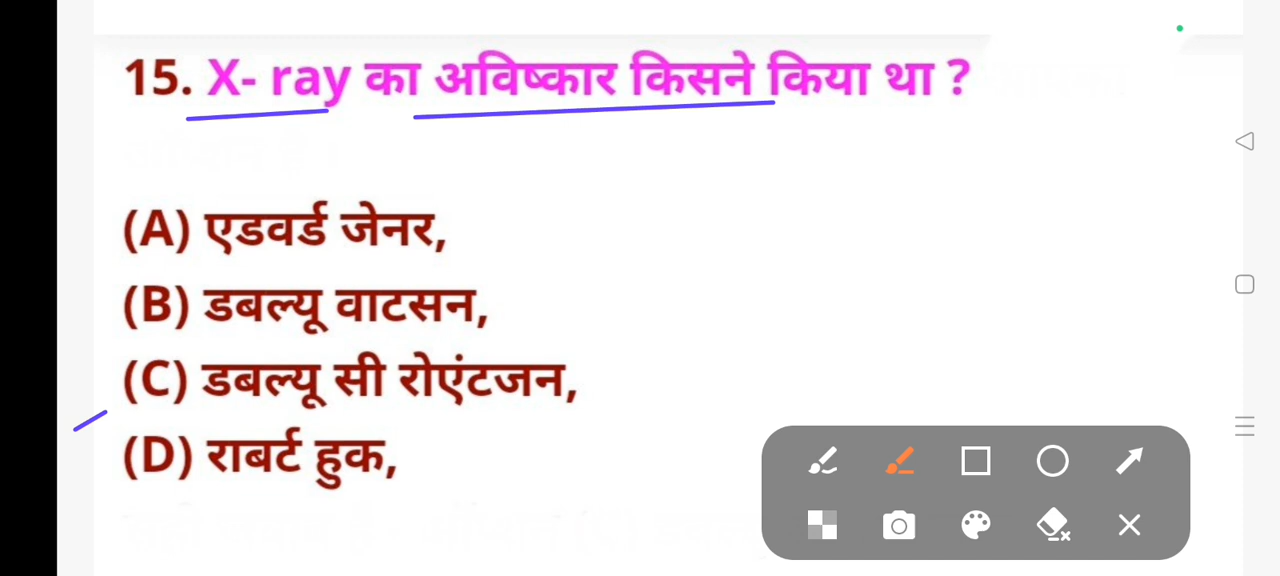 15. X- ray का अविष्कार किसने किया था ?
(A) एडवर्ड जेनर,
(B) डबल्यू वाटसन,
(C) डबल्यू सी रोएंटजन,
(D) राबर्ट हुक,